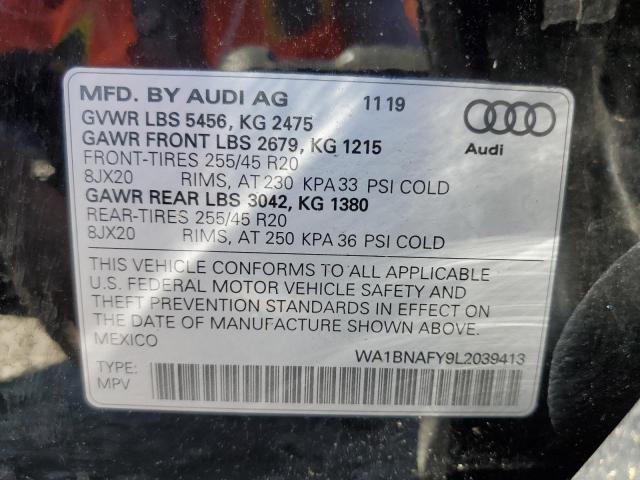 MFD. BY AUDI AG 11 19
GVWR LBS 5456, KG 2475
GAWR FRONT LBS 2679, KG 1215
FRONT-TIRES 255/45 R20
8JX20 RIMS, AT 230 KPA 33 PSI COLD
GAWR REAR LBS 3042, KG 1380
REAR-TIRES 255/45 R20
8JX20 RIMS, AT 250 KPA 36 PSI COLD
Audi
THIS VEHICLE CONFORMS TO ALL APPLICABLE
U.S. FEDERAL MOTOR VEHICLE SAFETY AND
THEFT PREVENTION STANDARDS IN EFFECT ON
THE DATE OF MANUFACTURE SHOWN ABOVE.
MEXICO
WA1BNAFY9L2039413
TYPE:
MPV